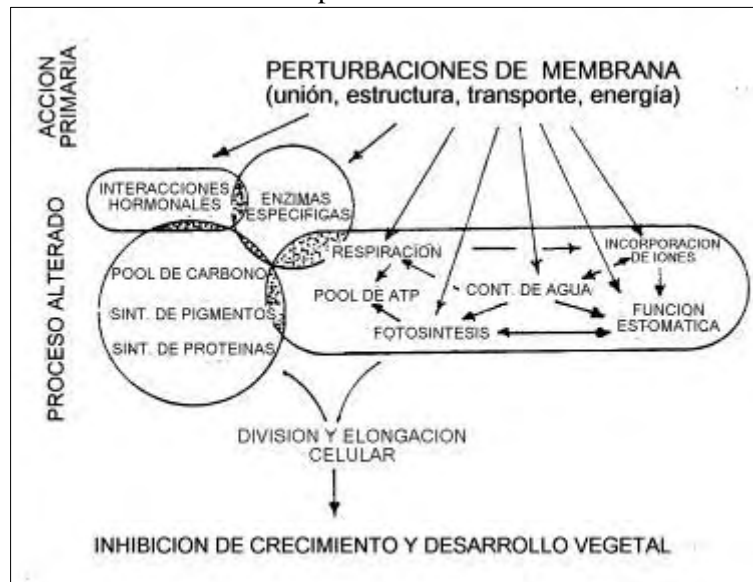 ACCION
PRIMARIA
PERTURBACIONES DE MEMBRANA
(unión, estructura, transporte, energía)
PROCESO ALTERADO
INTERACCIONES
HORMONALES
ENZIMAS
ESPECIFIGAS
POOL DE CARBONO
SINT. DE PIGMENTOS
SINT. DE PROTEINAS
RESPIRACION
INCORPORACION
DE IONES
POOL DE ATP
CONT. DE AGUA
FOTOSINTESIS
FUNCION
ESTOMATICA
DIVISION Y ELONGACION
CELULAR
INHIBICION DE CRECIMIENTO Y DESARROLLO VEGETAL